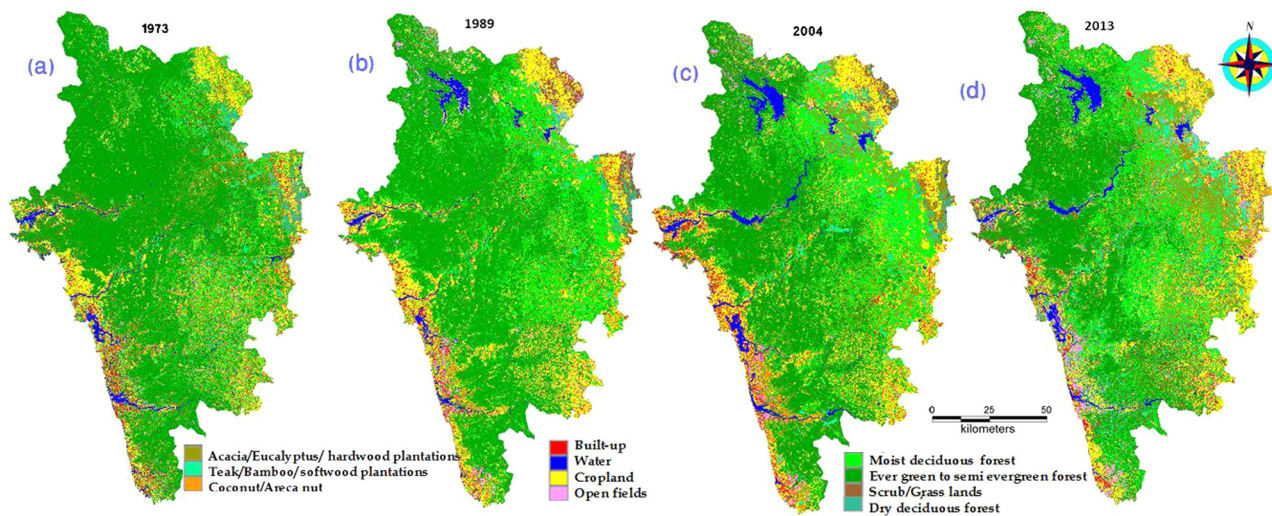 1973
1989
2004
2013
N
(a)
(b)
(c)
(d)
0 25 50
kilometers
Acacia/Eucalyptus/ hardwood plantations
Teak/Bamboo/softwood plantations
Coconut/Areca nut
Built-up
Water
Cropland
Open fields
Moist deciduous forest
Ever green to semi evergreen forest
Scrub/Grass lands
Dry deciduous forest